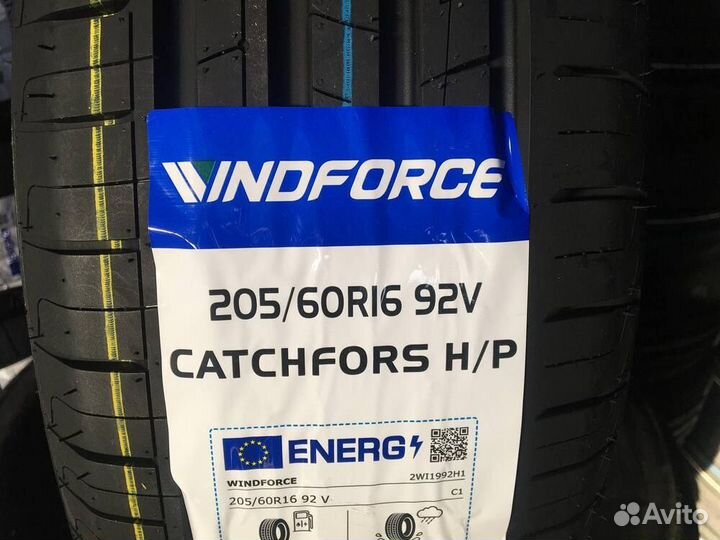 WINDFORCE
205/60R16 92V
CATCHFORS H/P
ENERG
WINDFORCE 2WI1992H1
205/60R16 92 V C1
Avito